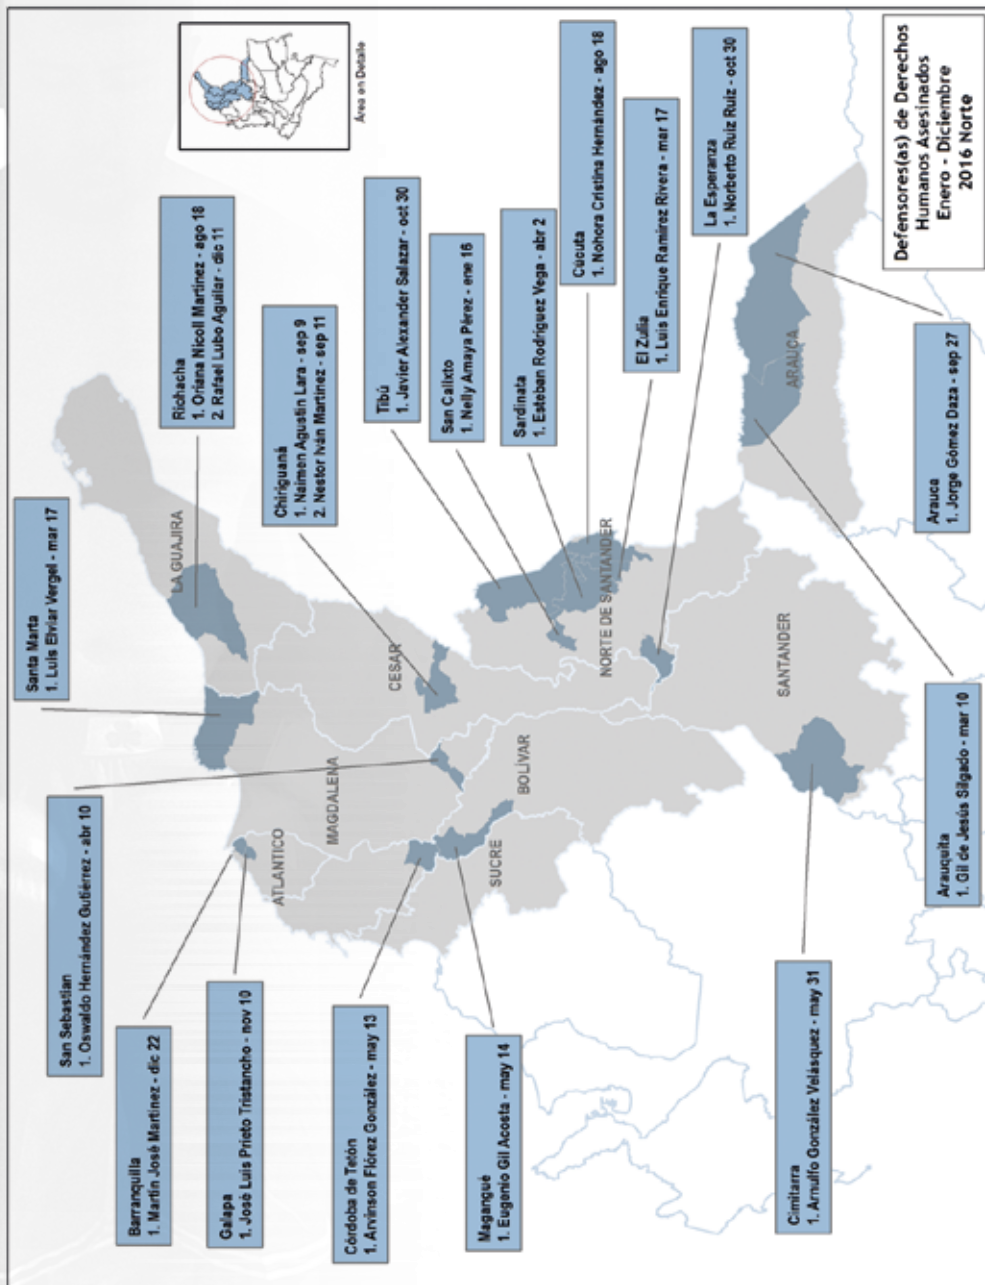 Defensores(as) de Derechos
Humanos Asesinados
Enero - Diciembre
2016 Norte
Área en Detalle
Santa Marta
1. Luis Elviar Vergel - mar 17
Riohacha
1. Oriana Nicoll Martínez - ago 18
2. Rafael Lubo Aguilar - dic 11
San Sebastian
1. Oswaldo Hernández Gutiérrez - abr 10
Barranquilla
1. Martín José Martínez - dic 22
Galapa
1. José Luis Prieto Tristancho - nov 10
Chiriguaná
1. Naimen Agustín Lara - sep 9
2. Nestor Iván Martínez - sep 11
Córdoba de Tetón
1. Arvinson Flórez González - may 13
Magangué
1. Eugenio Gil Acosta - may 14
Tibú
1. Javier Alexander Salazar - oct 30
San Calixto
1. Nelly Amaya Pérez - ene 16
Sardinata
1. Esteban Rodríguez Vega - abr 2
Cúcuta
1. Nohora Cristina Hernández - ago 18
El Zulia
1. Luis Enrique Ramírez Rivera - mar 17
La Esperanza
1. Norberto Ruiz Ruiz - oct 30
Cimitarra
1. Arnulfo González Velásquez - may 31
Arauquita
1. Gil de Jesús Silgado - mar 10
Arauca
1. Jorge Gómez Daza - sep 27
LA GUAJIRA
ATLANTICO
MAGDALENA
CESAR
SUCRE
BOLÍVAR
NORTE DE SANTANDER
SANTANDER
ARAUCA